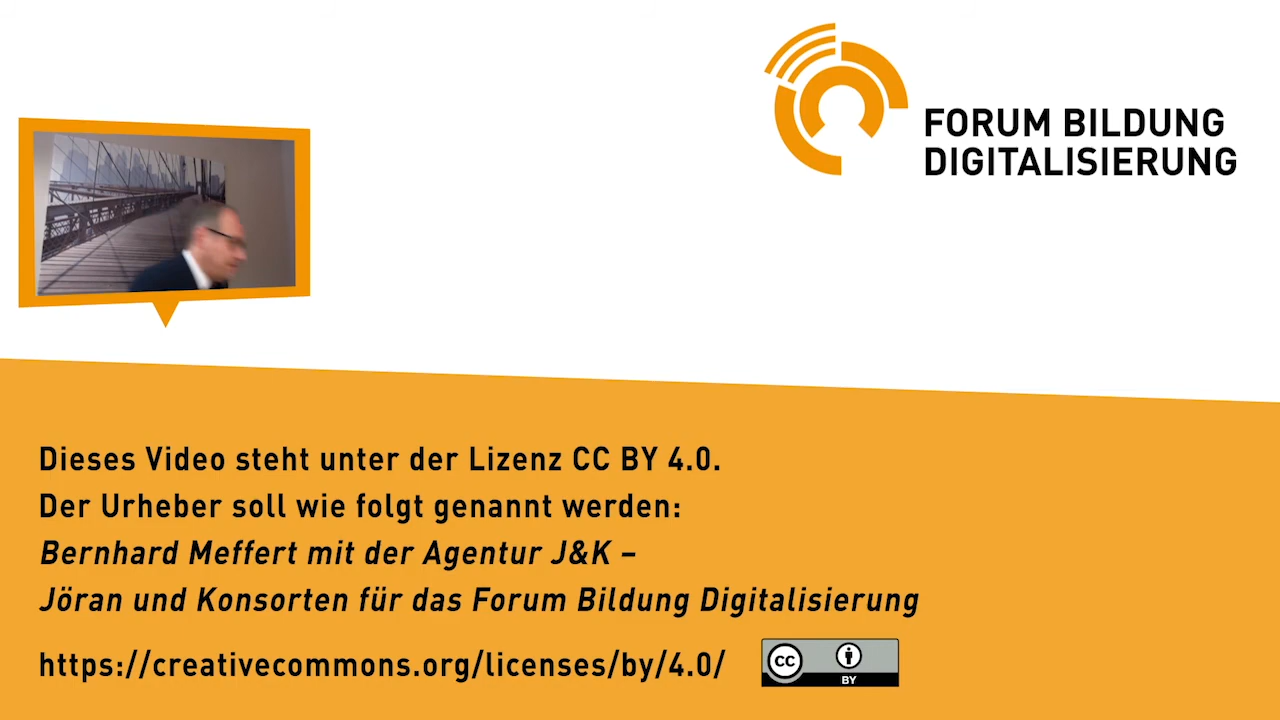 FORUM BILDUNG
DIGITALISIERUNG
Dieses Video steht unter der Lizenz CC BY 4.0.
Der Urheber soll wie folgt genannt werden:
Bernhard Meffert mit der Agentur J&K –
Jöran und Konsorten für das Forum Bildung Digitalisierung
https://creativecommons.org/licenses/by/4.0/
CC
BY